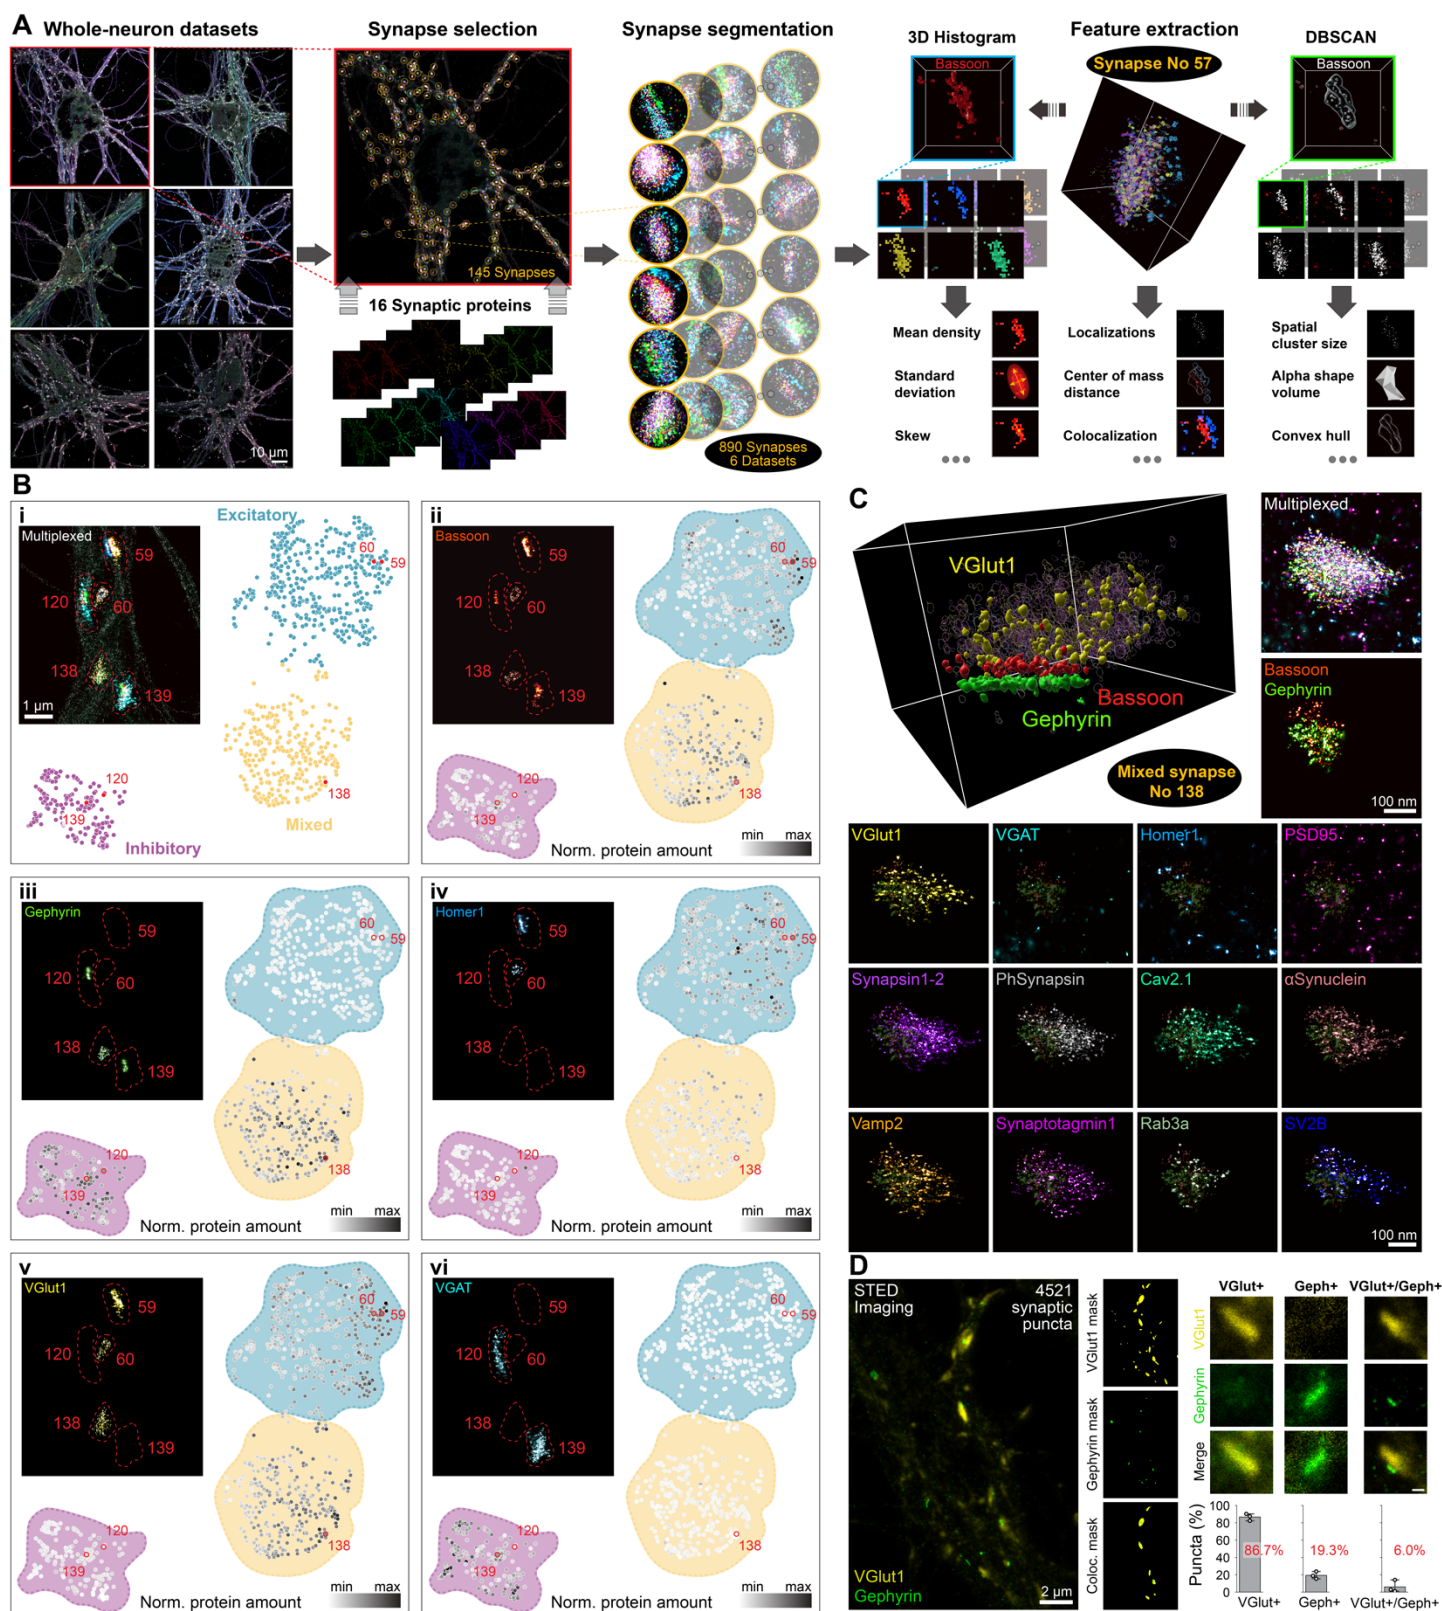 A
Whole-neuron datasets
Synapse selection
Synapse segmentation
Feature extraction
3D Histogram
DBSCAN
Synapse No 57
Bassoon
Bassoon
145 Synapses
16 Synaptic proteins
10 µm
890 Synapses
6 Datasets
Mean density
Standard
deviation
Skew
Localizations
Center of mass
distance
Colocalization
Spatial
cluster size
Alpha shape
volume
Convex hull
B
i
Multiplexed
59
120
60
138
139
1 µm
Excitatory
60
59
138
Mixed
120
139
Inhibitory
ii
Bassoon
59
120
60
138
139
60
59
138
120
139
Norm. protein amount
min max
iii
Gephyrin
59
120
60
138
139
60
59
138
120
139
Norm. protein amount
min max
iv
Homer1
59
120
60
138
139
60
59
138
120
139
Norm. protein amount
min max
v
VGlut1
59
120
60
138
139
60
59
138
120
139
Norm. protein amount
min max
vi
VGAT
59
120
60
138
139
60
59
138
120
139
Norm. protein amount
min max
C
VGlut1
Bassoon
Gephyrin
Mixed synapse
No 138
Multiplexed
Bassoon
Gephyrin
100 nm
VGlut1
VGAT
Homer1
PSD95
Synapsin1-2
PhSynapsin
Cav2.1
αSynuclein
Vamp2
Synaptotagmin1
Rab3a
SV2B
100 nm
D
STED
Imaging
4521
synaptic
puncta
VGlut1
Gephyrin
2 µm
VGlut1 mask
Gephyrin mask
Coloc. mask
VGlut+ Geph+ VGlut+/Geph+
VGlut1
Gephyrin
Merge
Puncta (%)
100
80
60
40
20
0
86.7%
19.3%
6.0%
VGlut+ Geph+ VGlut+/Geph+